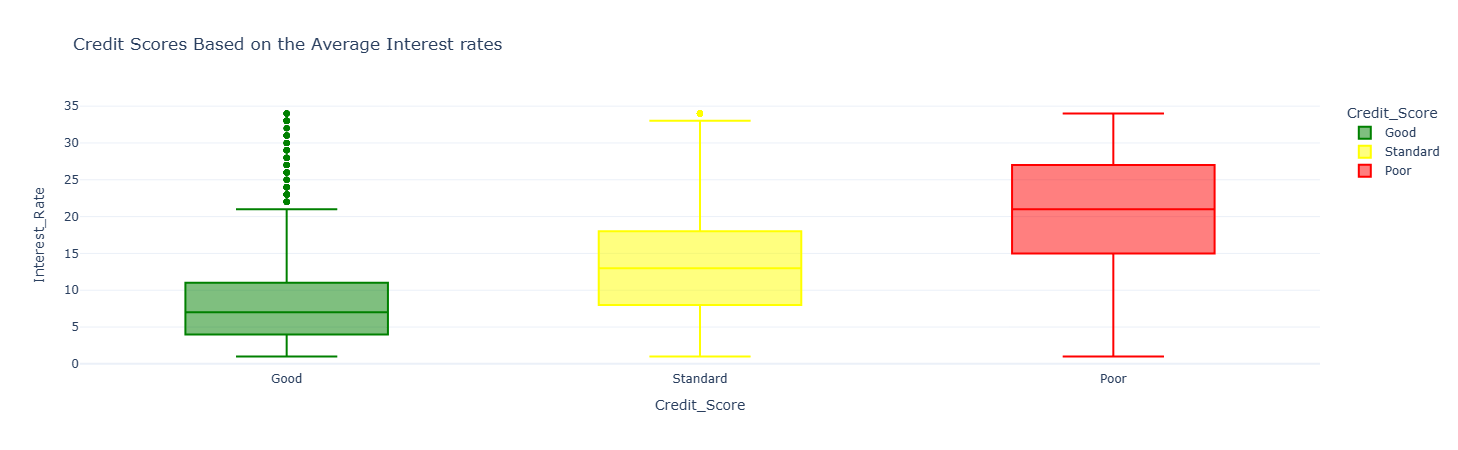 Credit Scores Based on the Average Interest rates
35
30
25
20
15
10
5
0
Interest_Rate
Good
Standard
Poor
Credit_Score
Credit_Score
Good
Standard
Poor